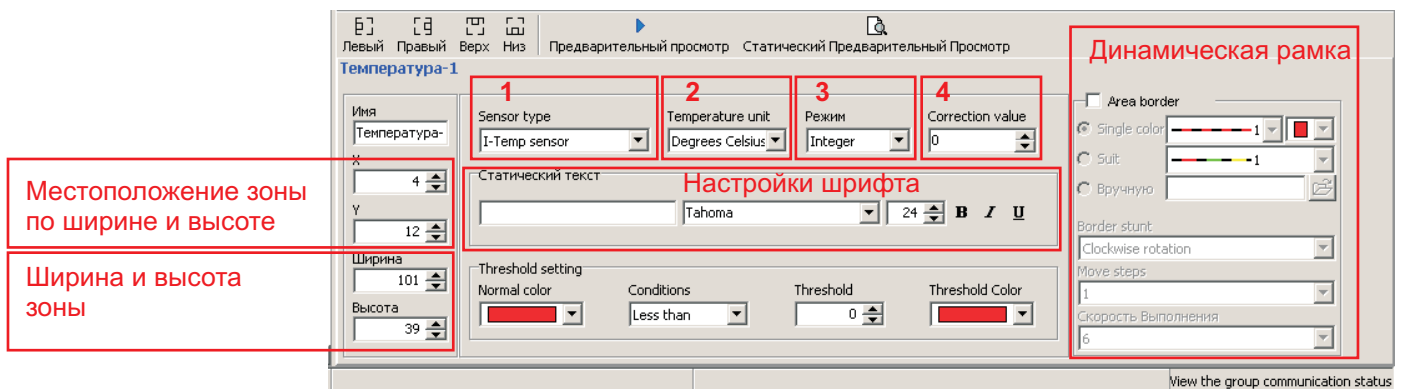 Левый Правый Верх Низ Предварительный просмотр Статический Предварительный Просмотр
Температура-1
Динамическая рамка
1 2 3 4
Имя
Температура-
X
4
Y
12
Ширина
101
Высота
39
Местоположение зоны
по ширине и высоте
Ширина и высота
зоны
Sensor type Temperature unit Режим Correction value
I-Temp sensor Degrees Celsius Integer 0
Статический текст
Настройки шрифта
Tahoma 24 B I U
Threshold setting
Normal color Conditions Threshold Threshold Color
Less than 0
Area border
Single color 1
Suit 1
Вручную
Border stunt
Clockwise rotation
Move steps
1
Скорость Выполнения
6
View the group communication status